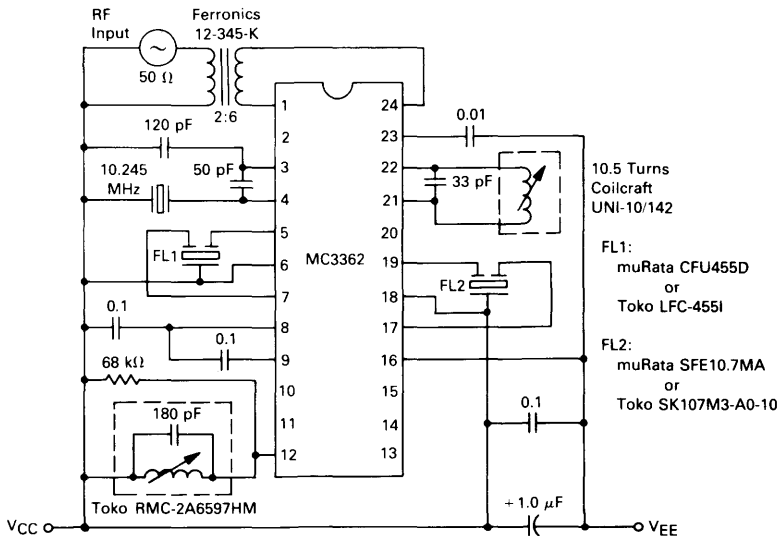 RF
Input
50 Ω
Ferronics
12-345-K
2:6
120 pF
10.245
MHz
50 pF
FL1
0.1
0.1
68 kΩ
180 pF
Toko RMC-2A6597HM
VCC
1
2
3
4
5
6
7
8
9
10
11
12
MC3362
24
23
22
21
20
19
18
17
16
15
14
13
0.01
33 pF
10.5 Turns
Coilcraft
UNI-10/142
FL2
0.1
+1.0 μF
VEE
FL1:
muRata CFU455D
or
Toko LFC-455I
FL2:
muRata SFE10.7MA
or
Toko SK107M3-A0-10